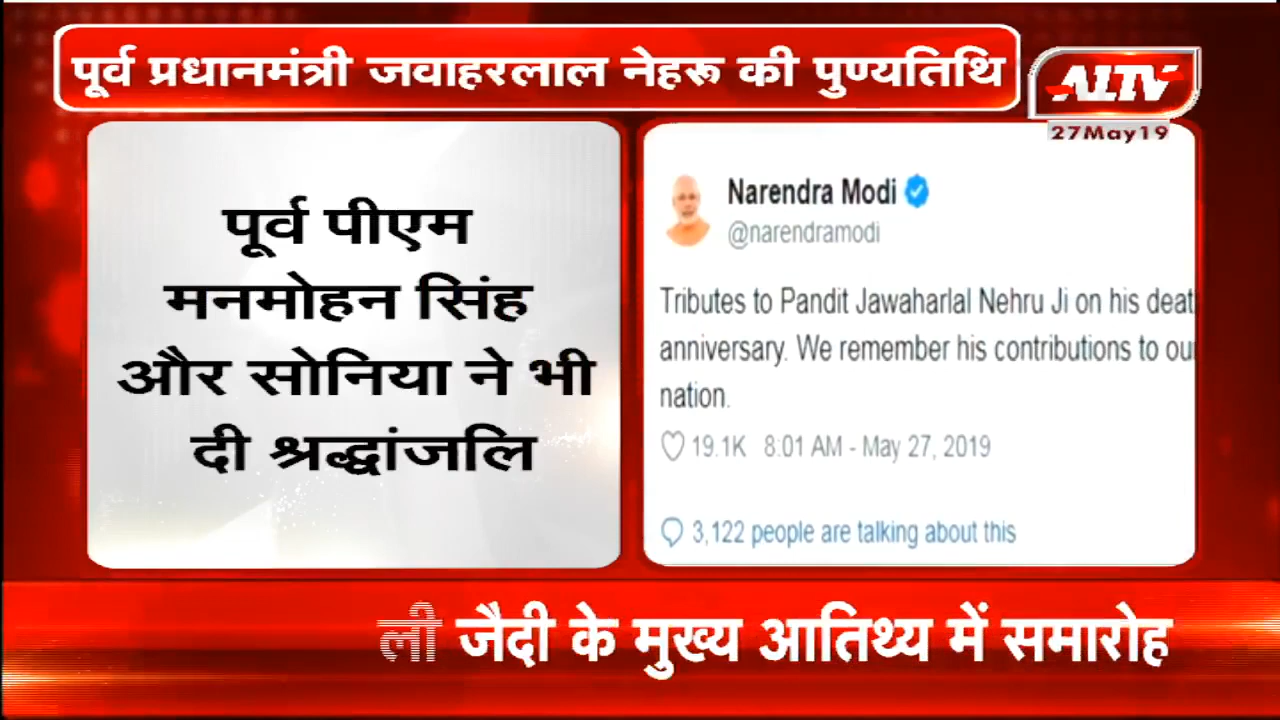 पूर्व प्रधानमंत्री जवाहरलाल नेहरू की पुण्यतिथि
ALTV
27May19
पूर्व पीएम
मनमोहन सिंह
और सोनिया ने भी
दी श्रद्धांजलि
Narendra Modi
@narendramodi
Tributes to Pandit Jawaharlal Nehru Ji on his deat
anniversary. We remember his contributions to our
nation.
19.1K 8:01 AM - May 27, 2019
3,122 people are talking about this
ली जैदी के मुख्य आतिथ्य में समारोह